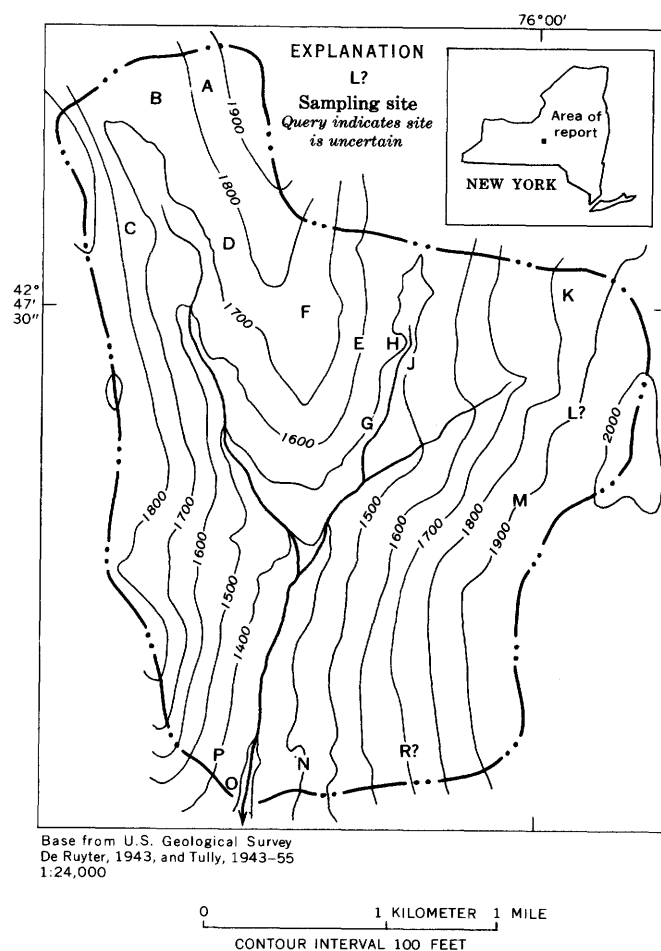 76°00'
EXPLANATION
L?
Sampling site
Query indicates site
is uncertain
Area of
report
NEW YORK
A
B
1900
1800
C
D
42°
47'
30"
F
K
1700
E
H
J
L?
2000
1600
G
M
1800
1700
1600
1500
1400
1500
1600
1700
1800
1900
P
O
N
R?
Base from U.S. Geological Survey
De Ruyter, 1943, and Tully, 1943–55
1:24,000
0 1 KILOMETER 1 MILE
CONTOUR INTERVAL 100 FEET